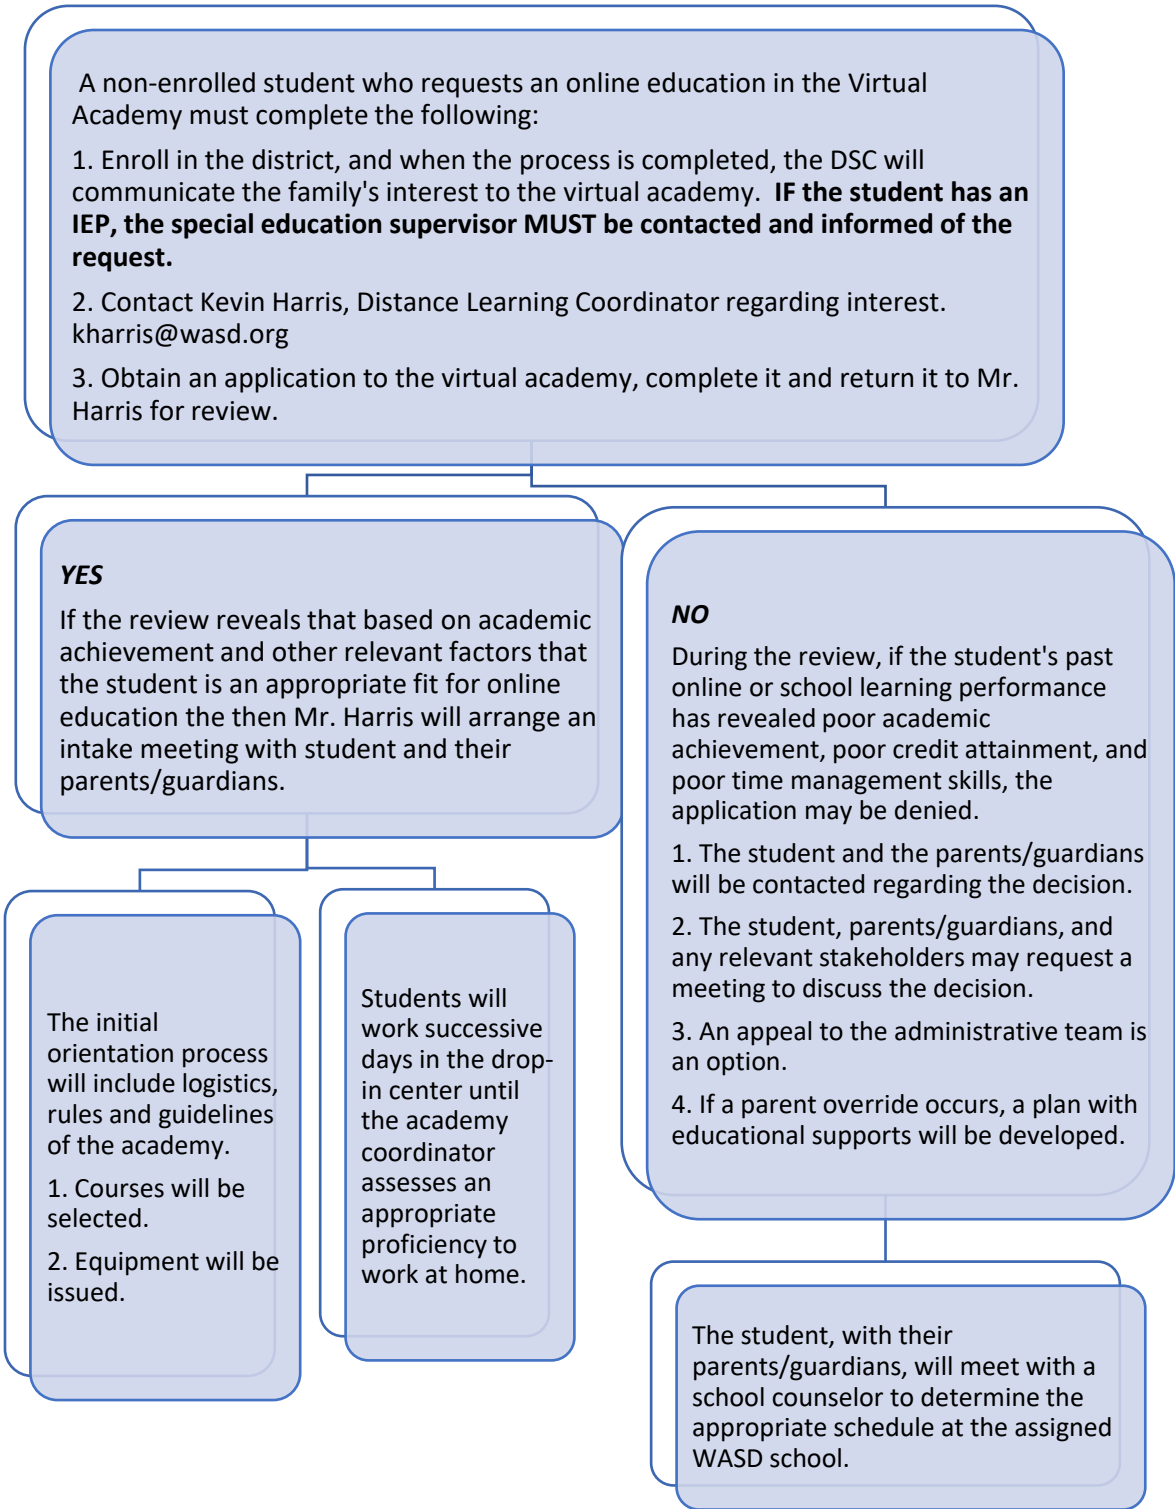 A non-enrolled student who requests an online education in the Virtual
Academy must complete the following:
1. Enroll in the district, and when the process is completed, the DSC will
communicate the family's interest to the virtual academy.  IF the student has an
IEP, the special education supervisor MUST be contacted and informed of the
request.
2. Contact Kevin Harris, Distance Learning Coordinator regarding interest.
kharris@wasd.org
3. Obtain an application to the virtual academy, complete it and return it to Mr.
Harris for review.
YES
If the review reveals that based on academic
achievement and other relevant factors that
the student is an appropriate fit for online
education the then Mr. Harris will arrange an
intake meeting with student and their
parents/guardians.
NO
During the review, if the student's past
online or school learning performance
has revealed poor academic
achievement, poor credit attainment, and
poor time management skills, the
application may be denied.
1. The student and the parents/guardians
will be contacted regarding the decision.
2. The student, parents/guardians, and
any relevant stakeholders may request a
meeting to discuss the decision.
3. An appeal to the administrative team is
an option.
4. If a parent override occurs, a plan with
educational supports will be developed.
The initial
orientation process
will include logistics,
rules and guidelines
of the academy.
1. Courses will be
selected.
2. Equipment will be
issued.
Students will
work successive
days in the drop-
in center until
the academy
coordinator
assesses an
appropriate
proficiency to
work at home.
The student, with their
parents/guardians, will meet with a
school counselor to determine the
appropriate schedule at the assigned
WASD school.